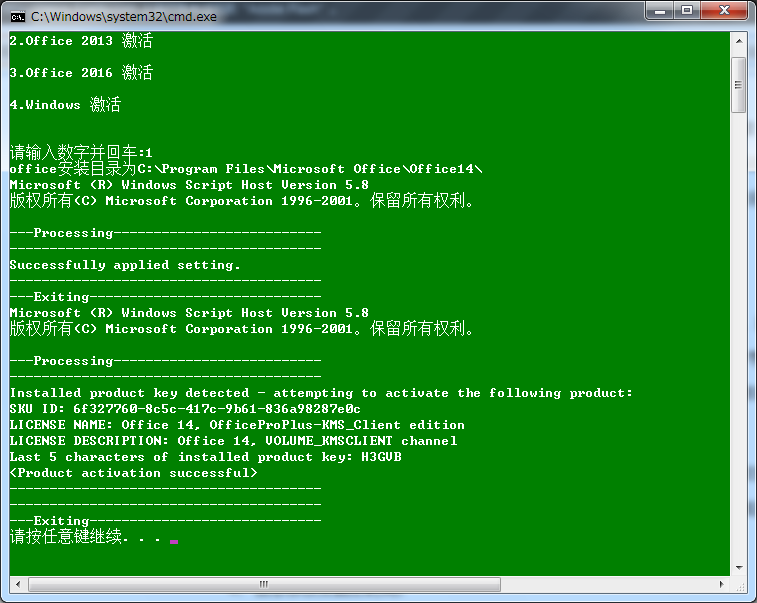 C:\Windows\system32\cmd.exe
2.Office 2013 激活
3.Office 2016 激活
4.Windows 激活
请输入数字并回车:1
office安装目录为C:\Program Files\Microsoft Office\Office14\
Microsoft (R) Windows Script Host Version 5.8
版权所有(C) Microsoft Corporation 1996-2001。保留所有权利。
---Processing--------------------------
---------------------------------------
Successfully applied setting.
---------------------------------------
---Exiting-----------------------------
Microsoft (R) Windows Script Host Version 5.8
版权所有(C) Microsoft Corporation 1996-2001。保留所有权利。
---Processing--------------------------
---------------------------------------
Installed product key detected - attempting to activate the following product:
SKU ID: 6f327760-8c5c-417c-9b61-836a98287e0c
LICENSE NAME: Office 14, OfficeProPlus-KMS_Client edition
LICENSE DESCRIPTION: Office 14, VOLUME_KMSCLIENT channel
Last 5 characters of installed product key: H3GVB
<Product activation successful>
---------------------------------------
---------------------------------------
---Exiting-----------------------------
请按任意键继续. . .